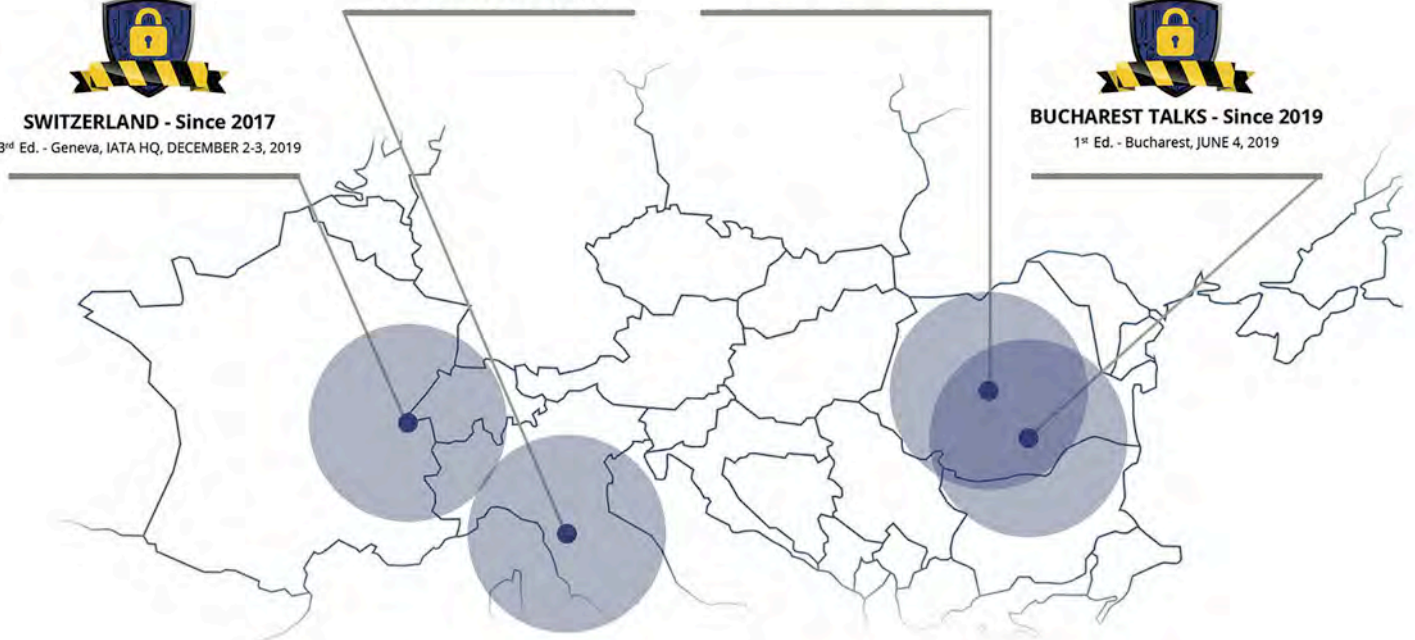 SWITZERLAND - Since 2017
3rd Ed. - Geneva, IATA HQ, DECEMBER 2-3, 2019
BUCHAREST TALKS - Since 2019
1st Ed. - Bucharest, JUNE 4, 2019